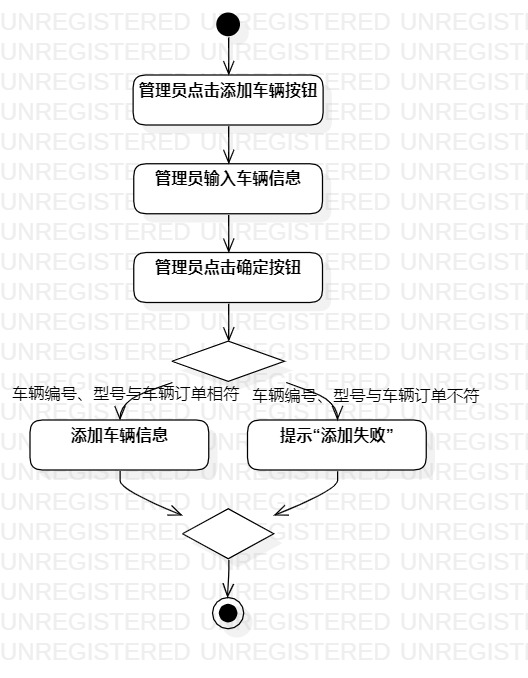 管理员点击添加车辆按钮
管理员输入车辆信息
管理员点击确定按钮
车辆编号、型号与车辆订单相符
车辆编号、型号与车辆订单不符
添加车辆信息
提示“添加失败”
UNREGISTERED UNREGISTERED UNREGISTERED